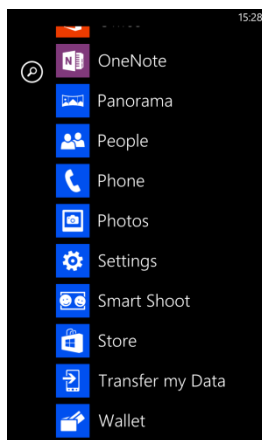 15:28
OneNote
Panorama
People
Phone
Photos
Settings
Smart Shoot
Store
Transfer my Data
Wallet